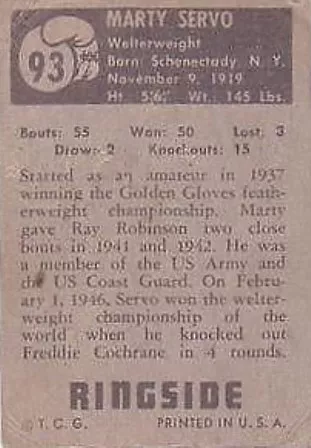 MARTY SERVO
93
Welterweight
Born Schenectady N. Y.
November 9, 1919
Ht. 5'6½" Wt.: 145 Lbs.
Bouts: 55 Won: 50 Lost: 3
Draw: 2 Knockouts: 15
Started as an amateur in 1937
winning the Golden Gloves feath-
erweight championship. Marty
gave Ray Robinson two close
bouts in 1941 and 1942. He was
a member of the US Army and
the US Coast Guard. On Febru-
ary 1, 1946, Servo won the welter-
weight championship of the
world when he knocked out
Freddie Cochrane in 4 rounds.
RINGSIDE
© T. C. G. PRINTED IN U. S. A.